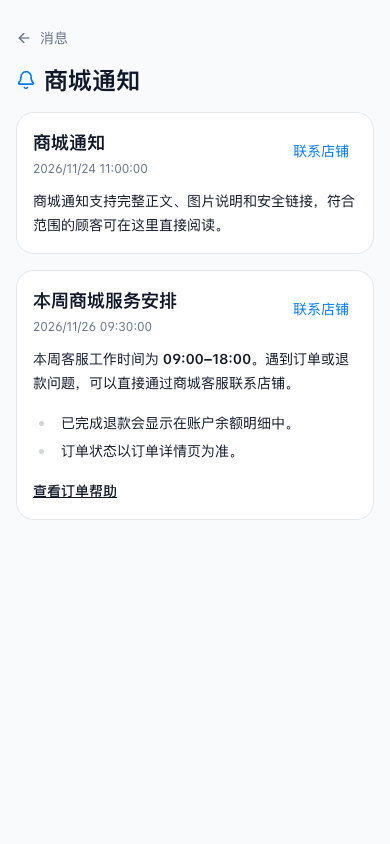 消息
商城通知
商城通知
联系店铺
2026/11/24 11:00:00
商城通知支持完整正文、图片说明和安全链接，符合
范围的顾客可在这里直接阅读。
本周商城服务安排
联系店铺
2026/11/26 09:30:00
本周客服工作时间为 09:00–18:00。遇到订单或退
款问题，可以直接通过商城客服联系店铺。
已完成退款会显示在账户余额明细中。
订单状态以订单详情页为准。
查看订单帮助